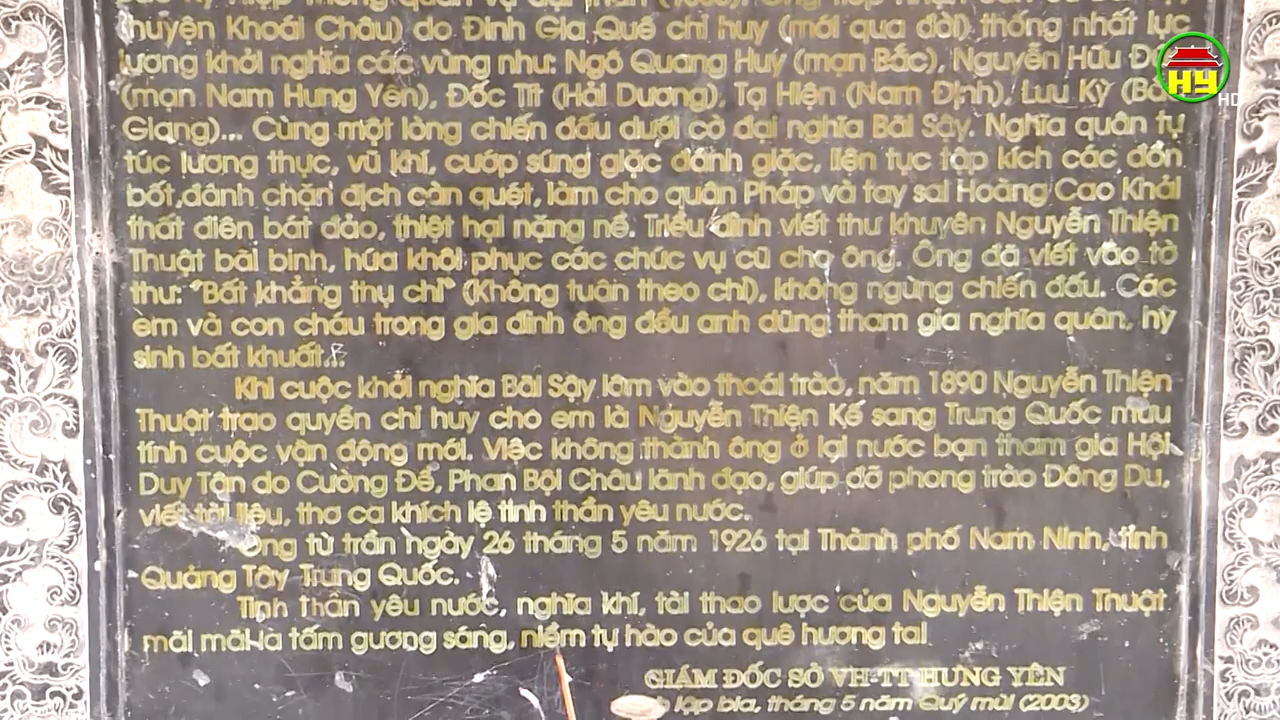 huyện Khoái Châu) do Đinh Gia Quế chỉ huy (mới qua đời) thống nhất lực
lượng khởi nghĩa các vùng như: Ngô Quang Huy (mạn Bắc), Nguyễn Hữu
(mạn Nam Hưng Yên), Đốc Tít (Hải Dương), Tạ Hiện (Nam Định), Lưu Kỳ
Giang)... Cùng một lòng chiến đấu dưới cờ đại nghĩa Bãi Sậy. Nghĩa quân tự
túc lương thực, vũ khí, cướp súng giặc đánh giặc, liên tục tập kích các đồn
bốt,đánh chặn địch càn quét, làm cho quân Pháp và tay sai Hoàng Cao Khải
thất điên bát đảo, thiệt hại nặng nề. Triều đình viết thư khuyên Nguyễn Thiện
Thuật bãi binh, hứa khôi phục các chức vụ cũ cho ông. Ông đã viết vào tờ
thư: "Bất khẳng thụ chỉ" (Không tuân theo chỉ), không ngừng chiến đấu. Các
em và con cháu trong gia đình ông đều anh dũng tham gia nghĩa quân, hy
sinh bất khuất...
Khi cuộc khởi nghĩa Bãi Sậy lâm vào thoái trào, năm 1890 Nguyễn Thiện
Thuật trao quyền chỉ huy cho em là Nguyễn Thiện Kế sang Trung Quốc mưu
tính cuộc vận động mới. Việc không thành ông ở lại nước bạn tham gia Hội
Duy Tân do Cường Để, Phan Bội Châu lãnh đạo, giúp đỡ phong trào Đông Du,
viết tài liệu, thơ ca khích lệ tinh thần yêu nước.
Ông từ trần ngày 26 tháng 5 năm 1926 tại Thành phố Nam Ninh, tỉnh
Quảng Tây Trung Quốc.
Tinh thần yêu nước, nghĩa khí, tài thao lược của Nguyễn Thiện Thuật
mãi mãi là tấm gương sáng, niềm tự hào của quê hương ta!
GIÁM ĐỐC SỞ VH-TT HƯNG YÊN
lập bia, tháng 5 năm Quý mùi (2003)
HY
HD